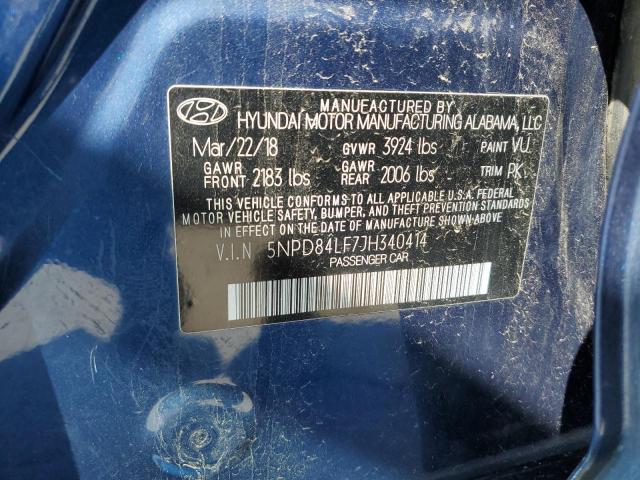 MANUFACTURED BY
HYUNDAI MOTOR MANUFACTURING ALABAMA, LLC
Mar/22/18 GVWR 3924 lbs PAINT VU
GAWR FRONT 2183 lbs GAWR REAR 2006 lbs TRIM PK
THIS VEHICLE CONFORMS TO ALL APPLICABLE U.S.A. FEDERAL
MOTOR VEHICLE SAFETY, BUMPER, AND THEFT PREVENTION STANDARDS
IN EFFECT ON THE DATE OF MANUFACTURE SHOWN ABOVE.
V.I.N 5NPD84LF7JH340414
PASSENGER CAR